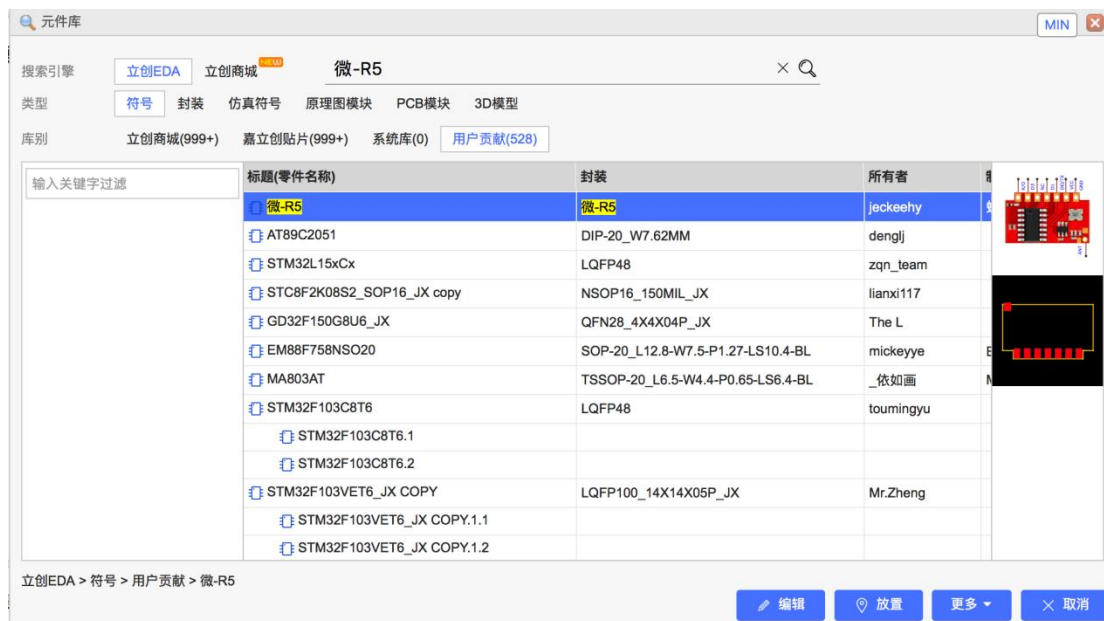 元件库
MIN
搜索引擎 立创EDA 立创商城 NEW 微-R5
类型 符号 封装 仿真符号 原理图模块 PCB模块 3D模型
库别 立创商城(999+) 嘉立创贴片(999+) 系统库(0) 用户贡献(528)
输入关键字过滤
标题(零件名称) 封装 所有者
微-R5 微-R5 jeckeehy
AT89C2051 DIP-20_W7.62MM denglj
STM32L15xCx LQFP48 zqn_team
STC8F2K08S2_SOP16_JX copy NSOP16_150MIL_JX lianxi117
GD32F150G8U6_JX QFN28_4X4X04P_JX The L
EM88F758NSO20 SOP-20_L12.8-W7.5-P1.27-LS10.4-BL mickeyye
MA803AT TSSOP-20_L6.5-W4.4-P0.65-LS6.4-BL _依如画
STM32F103C8T6 LQFP48 toumingyu
STM32F103C8T6.1
STM32F103C8T6.2
STM32F103VET6_JX COPY LQFP100_14X14X05P_JX Mr.Zheng
STM32F103VET6_JX COPY.1.1
STM32F103VET6_JX COPY.1.2
立创EDA > 符号 > 用户贡献 > 微-R5
编辑 放置 更多 取消